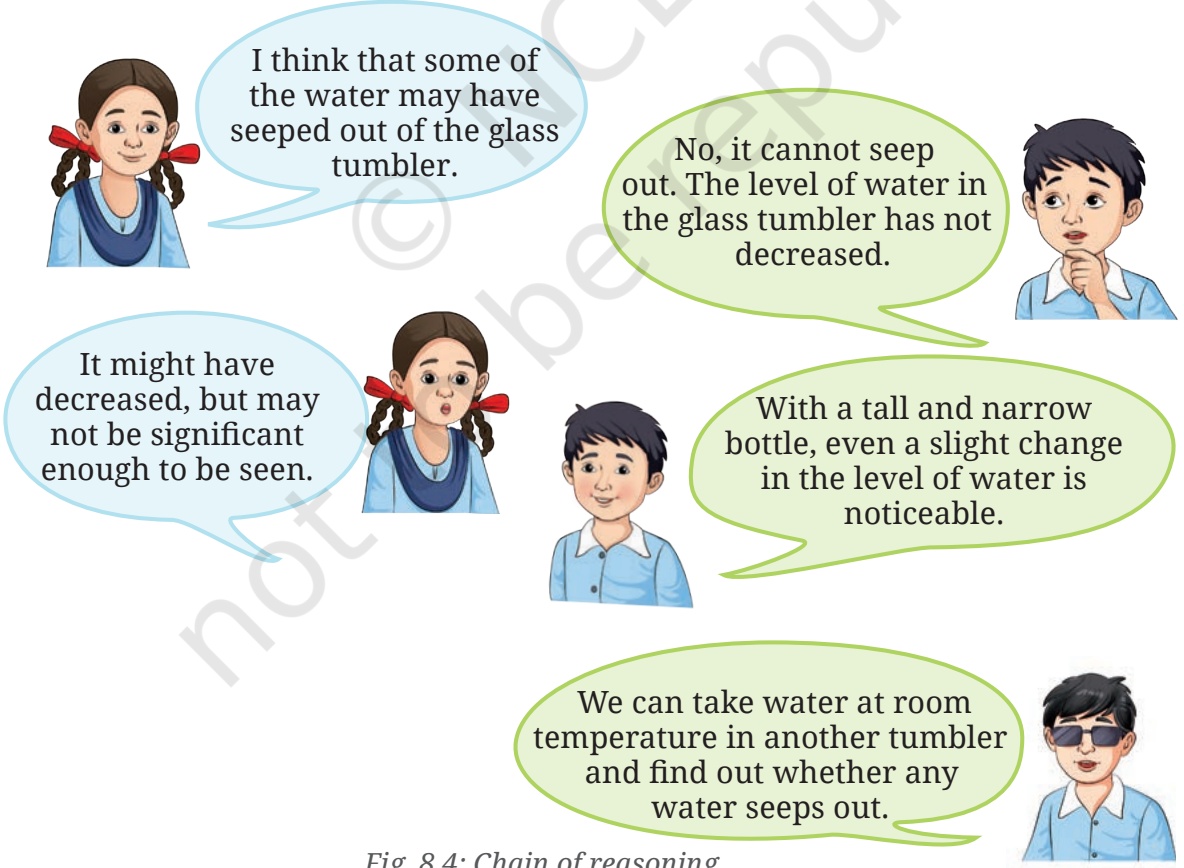 I think that some of
the water may have
seeped out of the glass
tumbler.
No, it cannot seep
out. The level of water in
the glass tumbler has not
decreased.
It might have
decreased, but may
not be significant
enough to be seen.
With a tall and narrow
bottle, even a slight change
in the level of water is
noticeable.
We can take water at room
temperature in another tumbler
and find out whether any
water seeps out.
Fig. 8.4: Chain of reasoning
©
not be